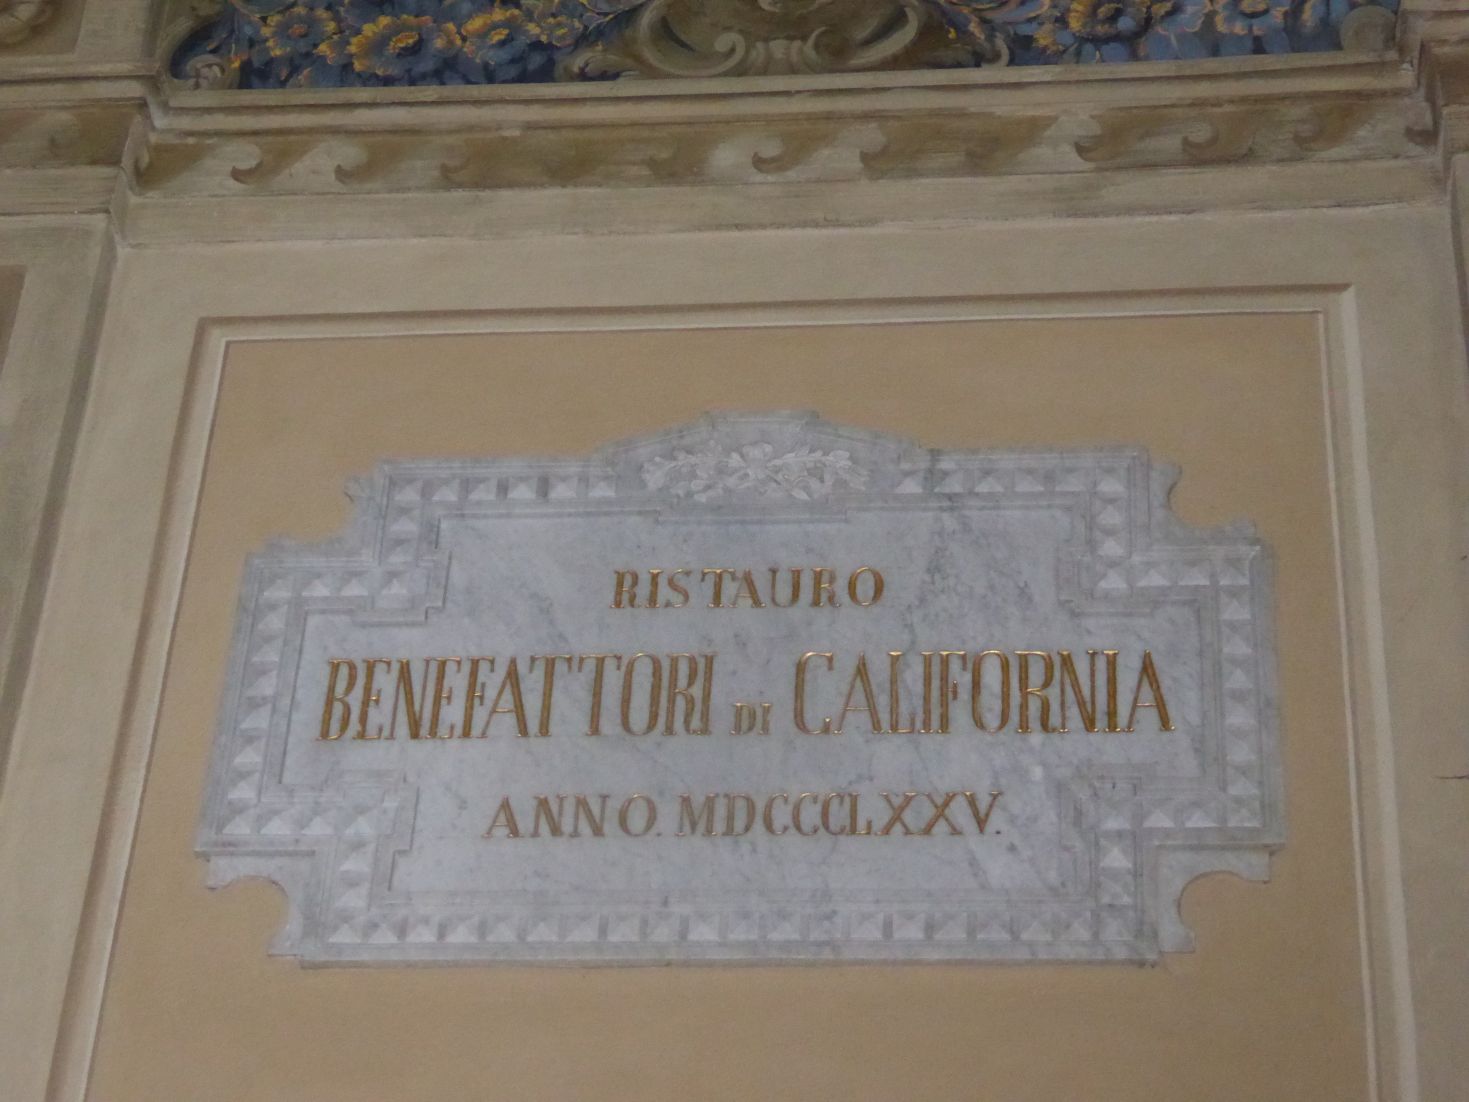 RISTAURO
BENEFATTORI DI CALIFORNIA
ANNO MDCCCLXXV.